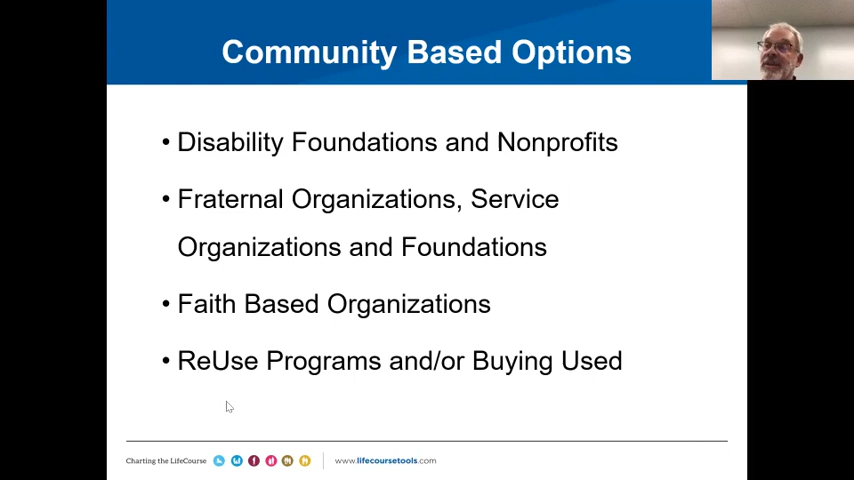 Community Based Options
• Disability Foundations and Nonprofits
• Fraternal Organizations, Service
Organizations and Foundations
• Faith Based Organizations
• ReUse Programs and/or Buying Used
Charting the LifeCourse
www.lifecoursetools.com